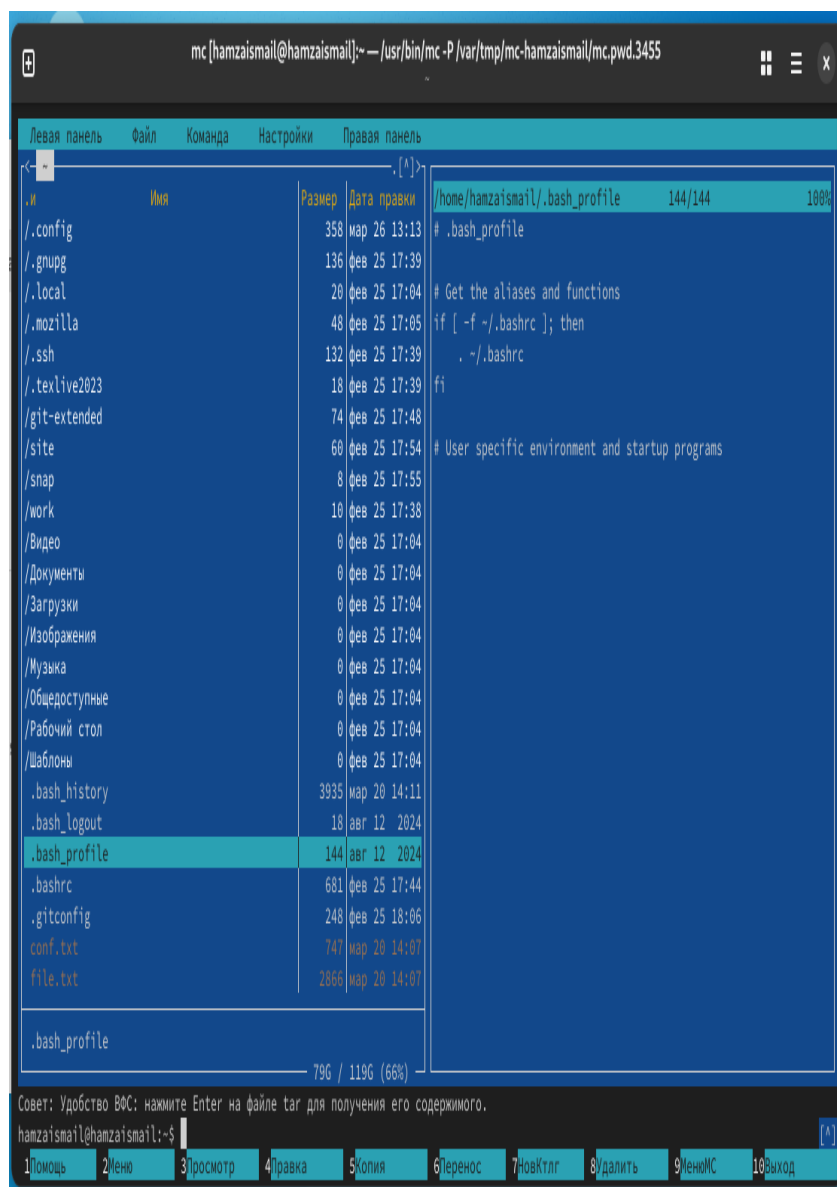 mc [hamzaismail@hamzaismail]:~ — /usr/bin/mc -P /var/tmp/mc-hamzaismail/mc.pwd.3455
~
Левая панель Файл Команда Настройки Правая панель
<- ~ .[^]>
.и Имя Размер Дата правки
/.config 358 мар 26 13:13
/.gnupg 136 фев 25 17:39
/.local 20 фев 25 17:04
/.mozilla 48 фев 25 17:05
/.ssh 132 фев 25 17:39
/.texlive2023 18 фев 25 17:39
/git-extended 74 фев 25 17:48
/site 60 фев 25 17:54
/snap 8 фев 25 17:55
/work 10 фев 25 17:38
/Видео 0 фев 25 17:04
/Документы 0 фев 25 17:04
/Загрузки 0 фев 25 17:04
/Изображения 0 фев 25 17:04
/Музыка 0 фев 25 17:04
/Общедоступные 0 фев 25 17:04
/Рабочий стол 0 фев 25 17:04
/Шаблоны 0 фев 25 17:04
.bash_history 3935 мар 20 14:11
.bash_logout 18 авг 12 2024
.bash_profile 144 авг 12 2024
.bashrc 681 фев 25 17:44
.gitconfig 248 фев 25 18:06
conf.txt 747 мар 20 14:07
file.txt 2866 мар 20 14:07
.bash_profile
79G / 119G (66%)
/home/hamzaismail/.bash_profile 144/144 100%
# .bash_profile
# Get the aliases and functions
if [ -f ~/.bashrc ]; then
. ~/.bashrc
fi
# User specific environment and startup programs
Совет: Удобство ВФС: нажмите Enter на файле tar для получения его содержимого.
hamzaismail@hamzaismail:~$ [^]
1Помощь 2Меню 3Просмотр 4Правка 5Копия 6Перенос 7НовКтлг 8Удалить 9МенюМС 10Выход